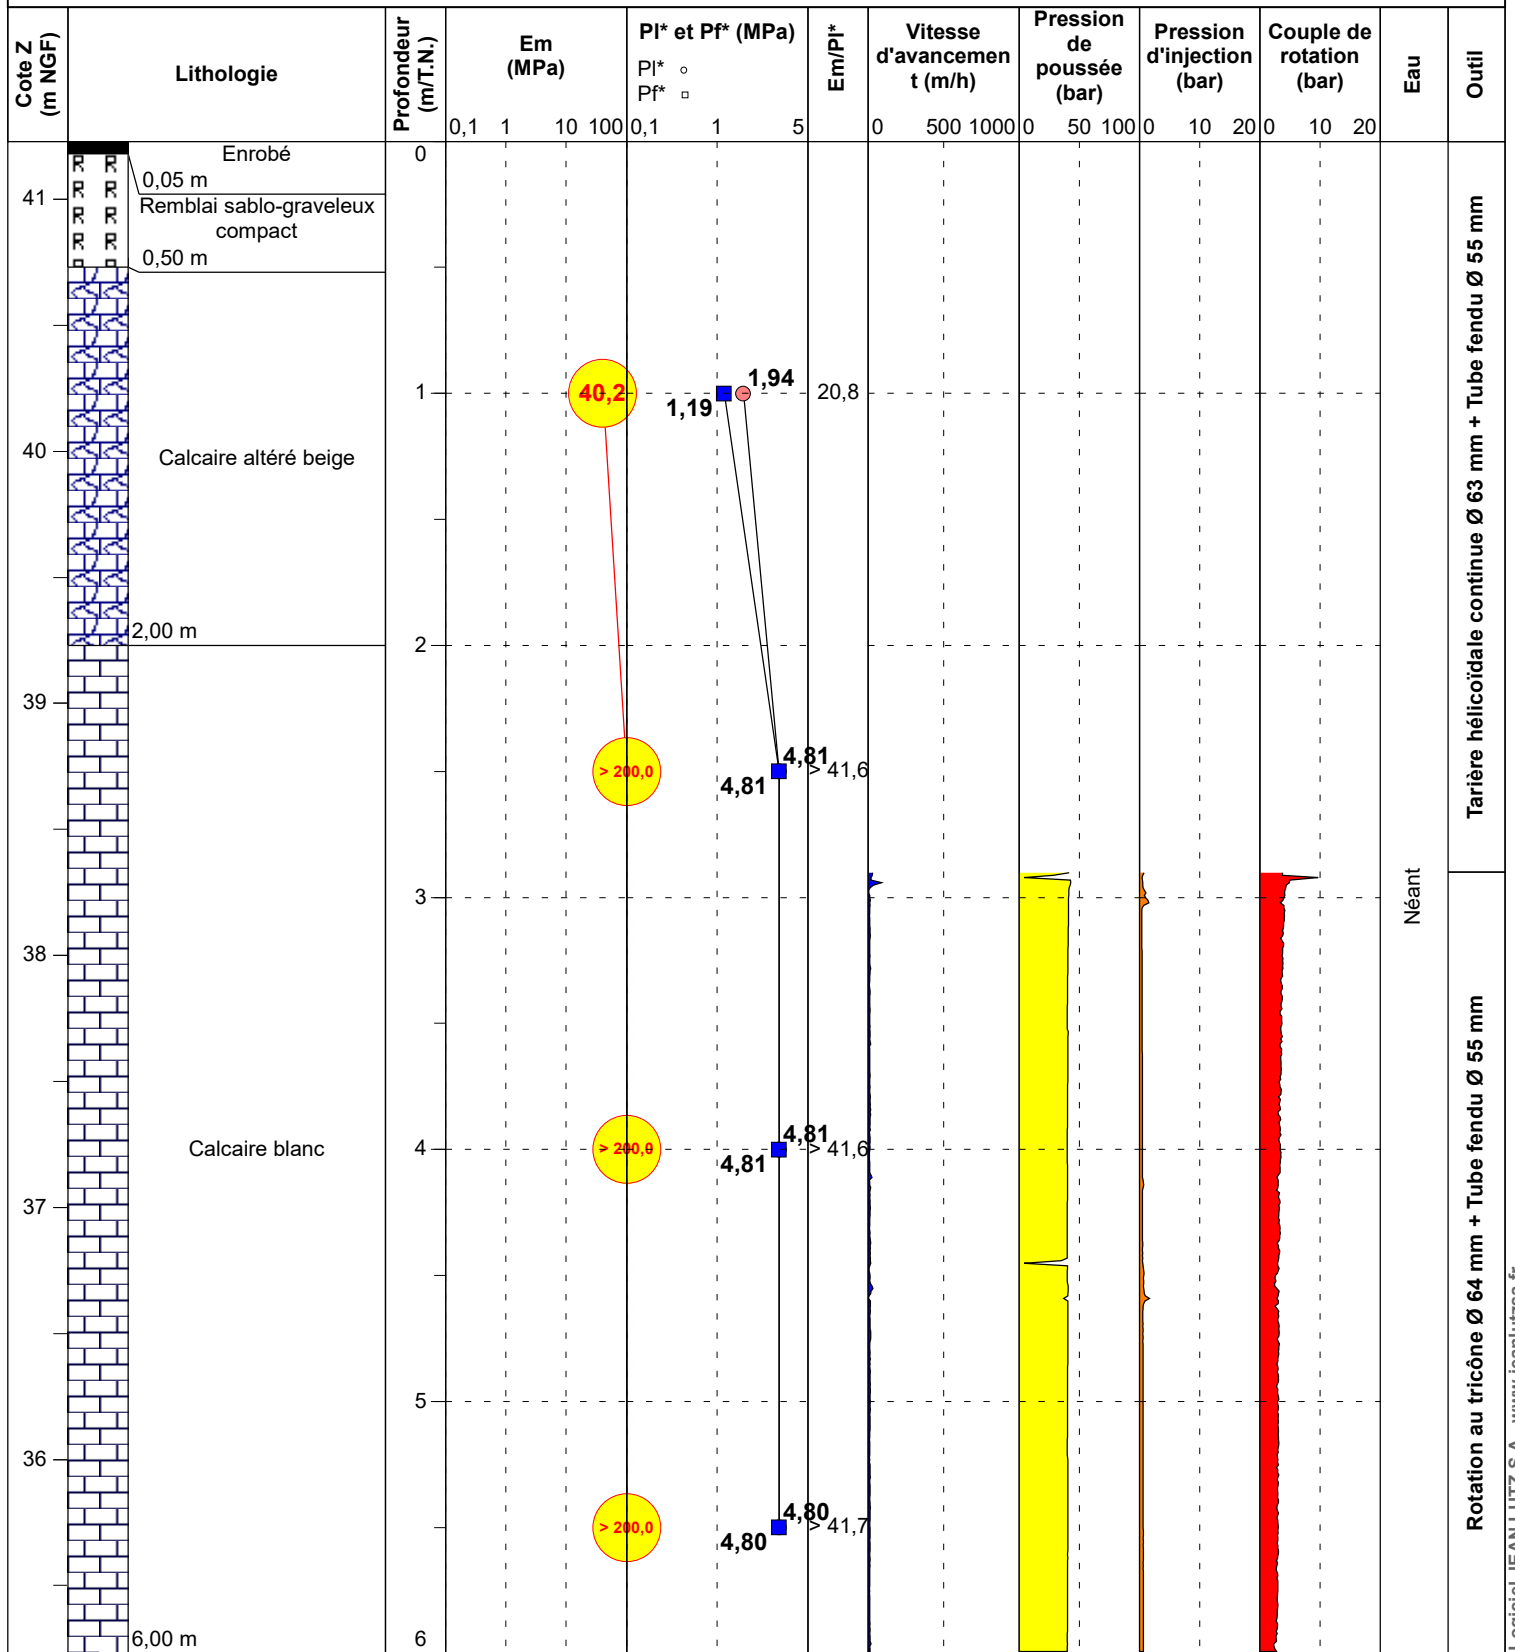 Cote Z
(m NGF)
Lithologie
Profondeur
(m/T.N.)
Em
(MPa)
Pl* et Pf* (MPa)
Pl*
Pf*
Em/Pl*
Vitesse
d'avancemen
t (m/h)
Pression
de
poussée
(bar)
Pression
d'injection
(bar)
Couple de
rotation
(bar)
Eau
Outil
0,1 1 10 100 0,1 1 5 0 500 1000 0 50 100 0 10 20 0 10 20
Enrobé
0
0,05 m
41
Remblai sablo-graveleux
compact
0,50 m
1,94
40,2
1
1,19
20,8
40
Calcaire altéré beige
2,00 m
2
39
4,81
> 200,0
4,81
> 41,6
3
Néant
38
4,81
Calcaire blanc
4
> 200,0
4,81
> 41,6
37
5
36
4,80
> 200,0
4,80
> 41,7
6,00 m
6
Tarière hélicoïdale continue Ø 63 mm + Tube fendu Ø 55 mm
Rotation au tricône Ø 64 mm + Tube fendu Ø 55 mm
Logiciel JEAN LUTZ S.A - www.jeanlutzsa.fr